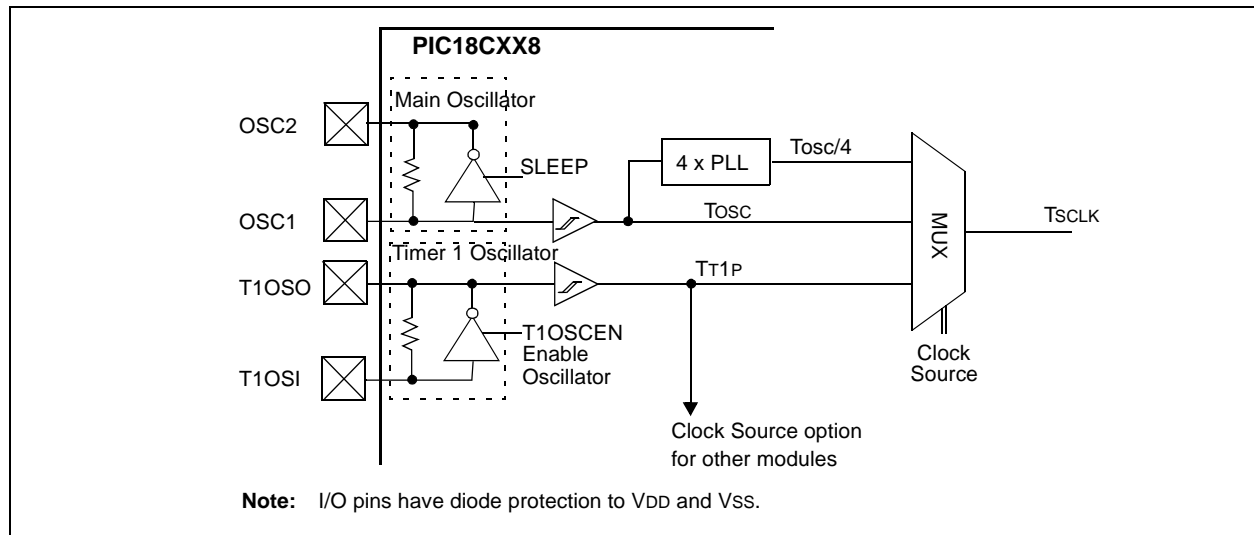 PIC18CXX8
Main Oscillator
OSC2
SLEEP
4 x PLL
Tosc/4
OSC1
TOSC
MUX
TSCLK
Timer 1 Oscillator
T1OSO
TT1P
T1OSCEN
Enable
Oscillator
T1OSI
Clock
Source
Clock Source option
for other modules
Note: I/O pins have diode protection to VDD and VSS.